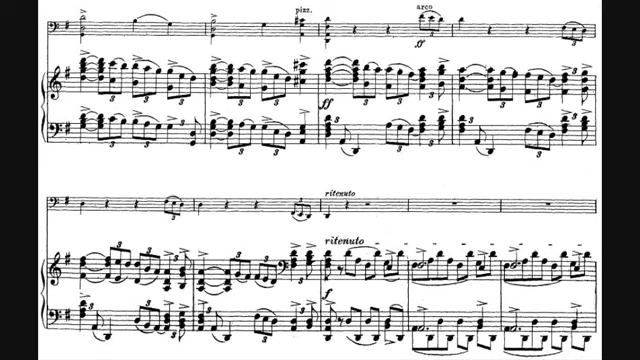 pizz.
arco
ff
ff
ritenuto
ritenuto
f